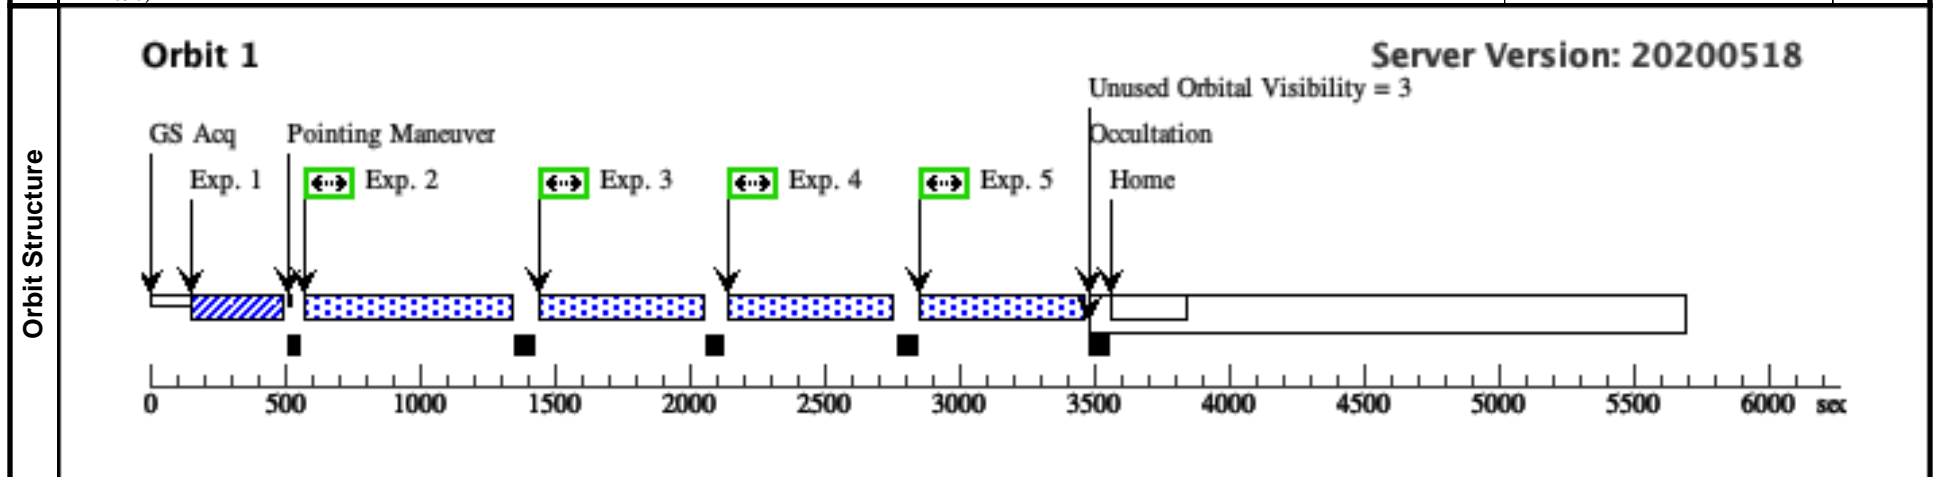 Orbit Structure
Orbit 1
Server Version: 20200518
Unused Orbital Visibility = 3
GS Acq
Pointing Maneuver
Occultation
Exp. 1
Exp. 2
Exp. 3
Exp. 4
Exp. 5
Home
0 500 1000 1500 2000 2500 3000 3500 4000 4500 5000 5500 6000 sec